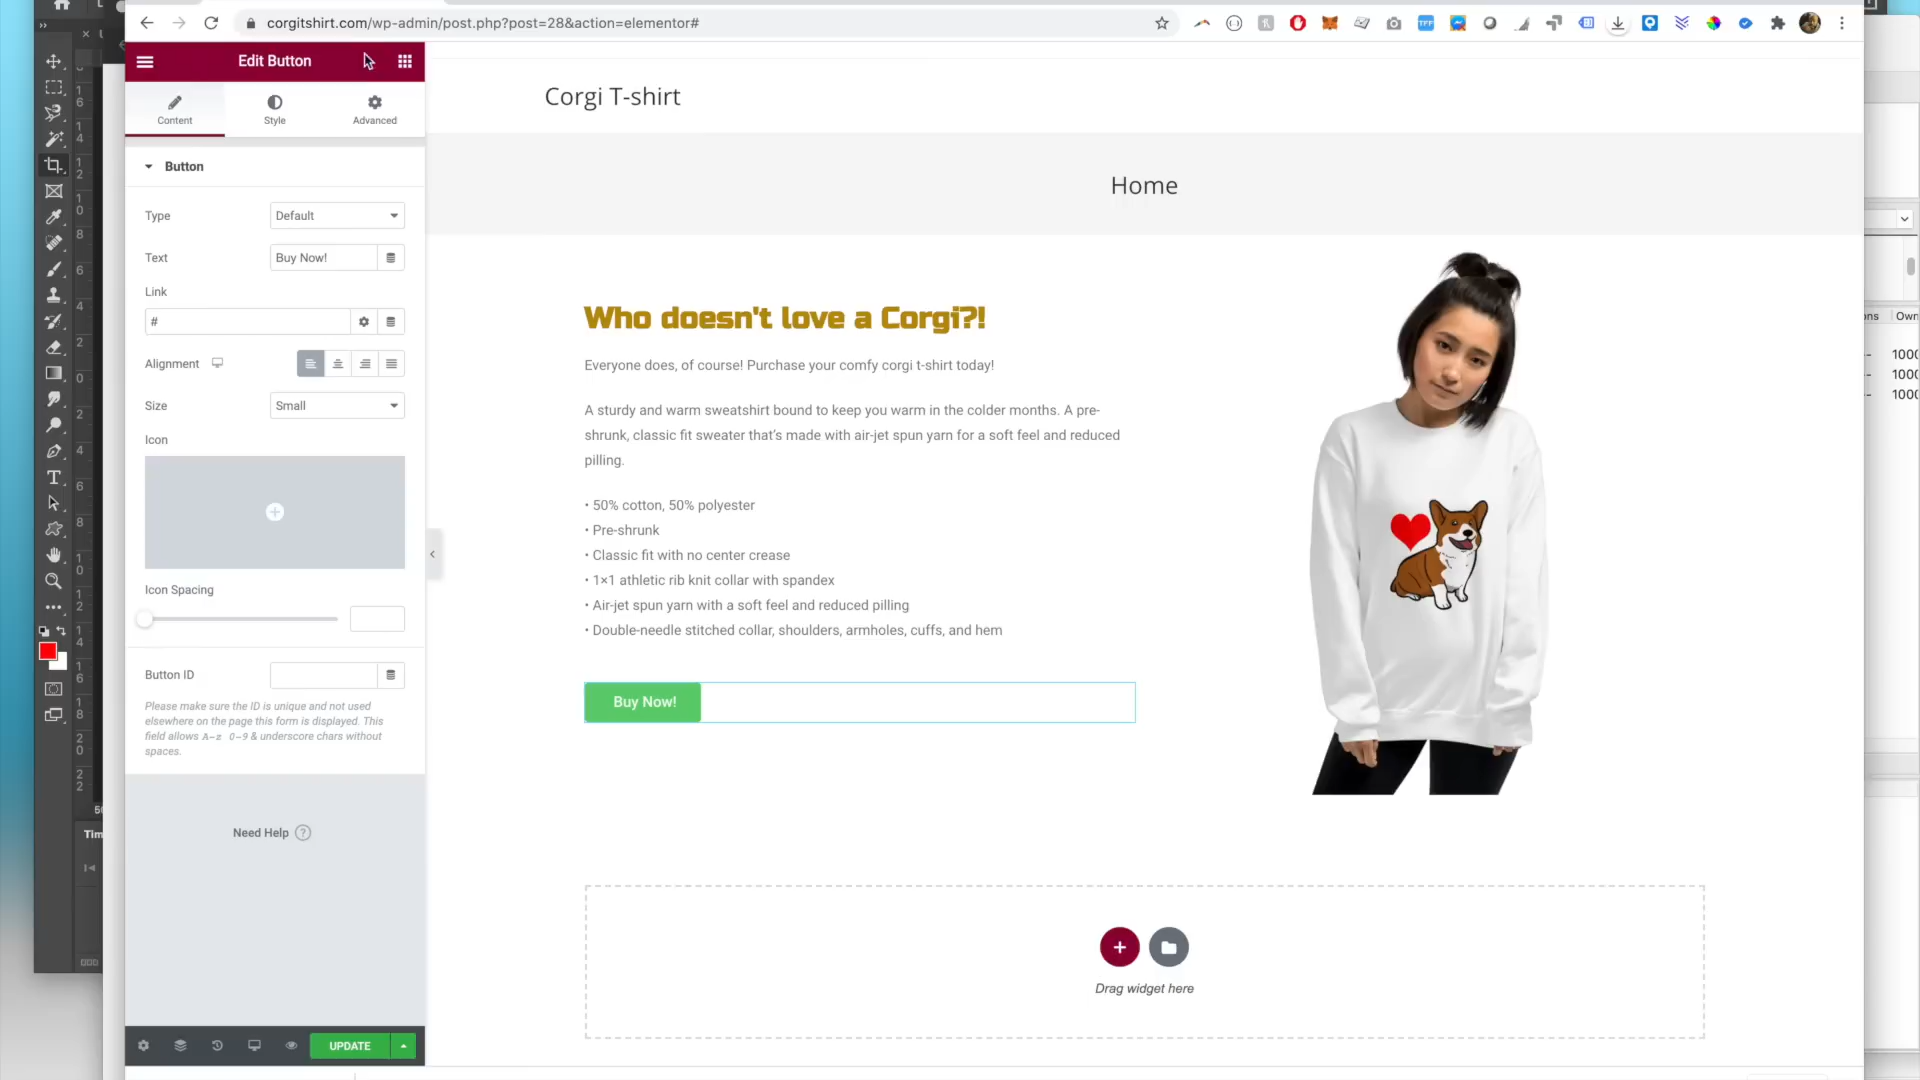 corgitshirt.com/wp-admin/post.php?post=28&action=elementor#
Edit Button
Content
Style
Advanced
Button
Type
Default
Text
Buy Now!
Link
#
Alignment
Size
Small
Icon
Icon Spacing
Button ID
Please make sure the ID is unique and not used
elsewhere on the page this form is displayed. This
field allows A-z 0-9 & underscore chars without
spaces.
Need Help ?
UPDATE
Corgi T-shirt
Home
Who doesn't love a Corgi?!
Everyone does, of course! Purchase your comfy corgi t-shirt today!
A sturdy and warm sweatshirt bound to keep you warm in the colder months. A pre-
shrunk, classic fit sweater that’s made with air-jet spun yarn for a soft feel and reduced
pilling.
• 50% cotton, 50% polyester
• Pre-shrunk
• Classic fit with no center crease
• 1×1 athletic rib knit collar with spandex
• Air-jet spun yarn with a soft feel and reduced pilling
• Double-needle stitched collar, shoulders, armholes, cuffs, and hem
Buy Now!
Drag widget here
Tim
ons Own
-- 1000
1000
-- 1000